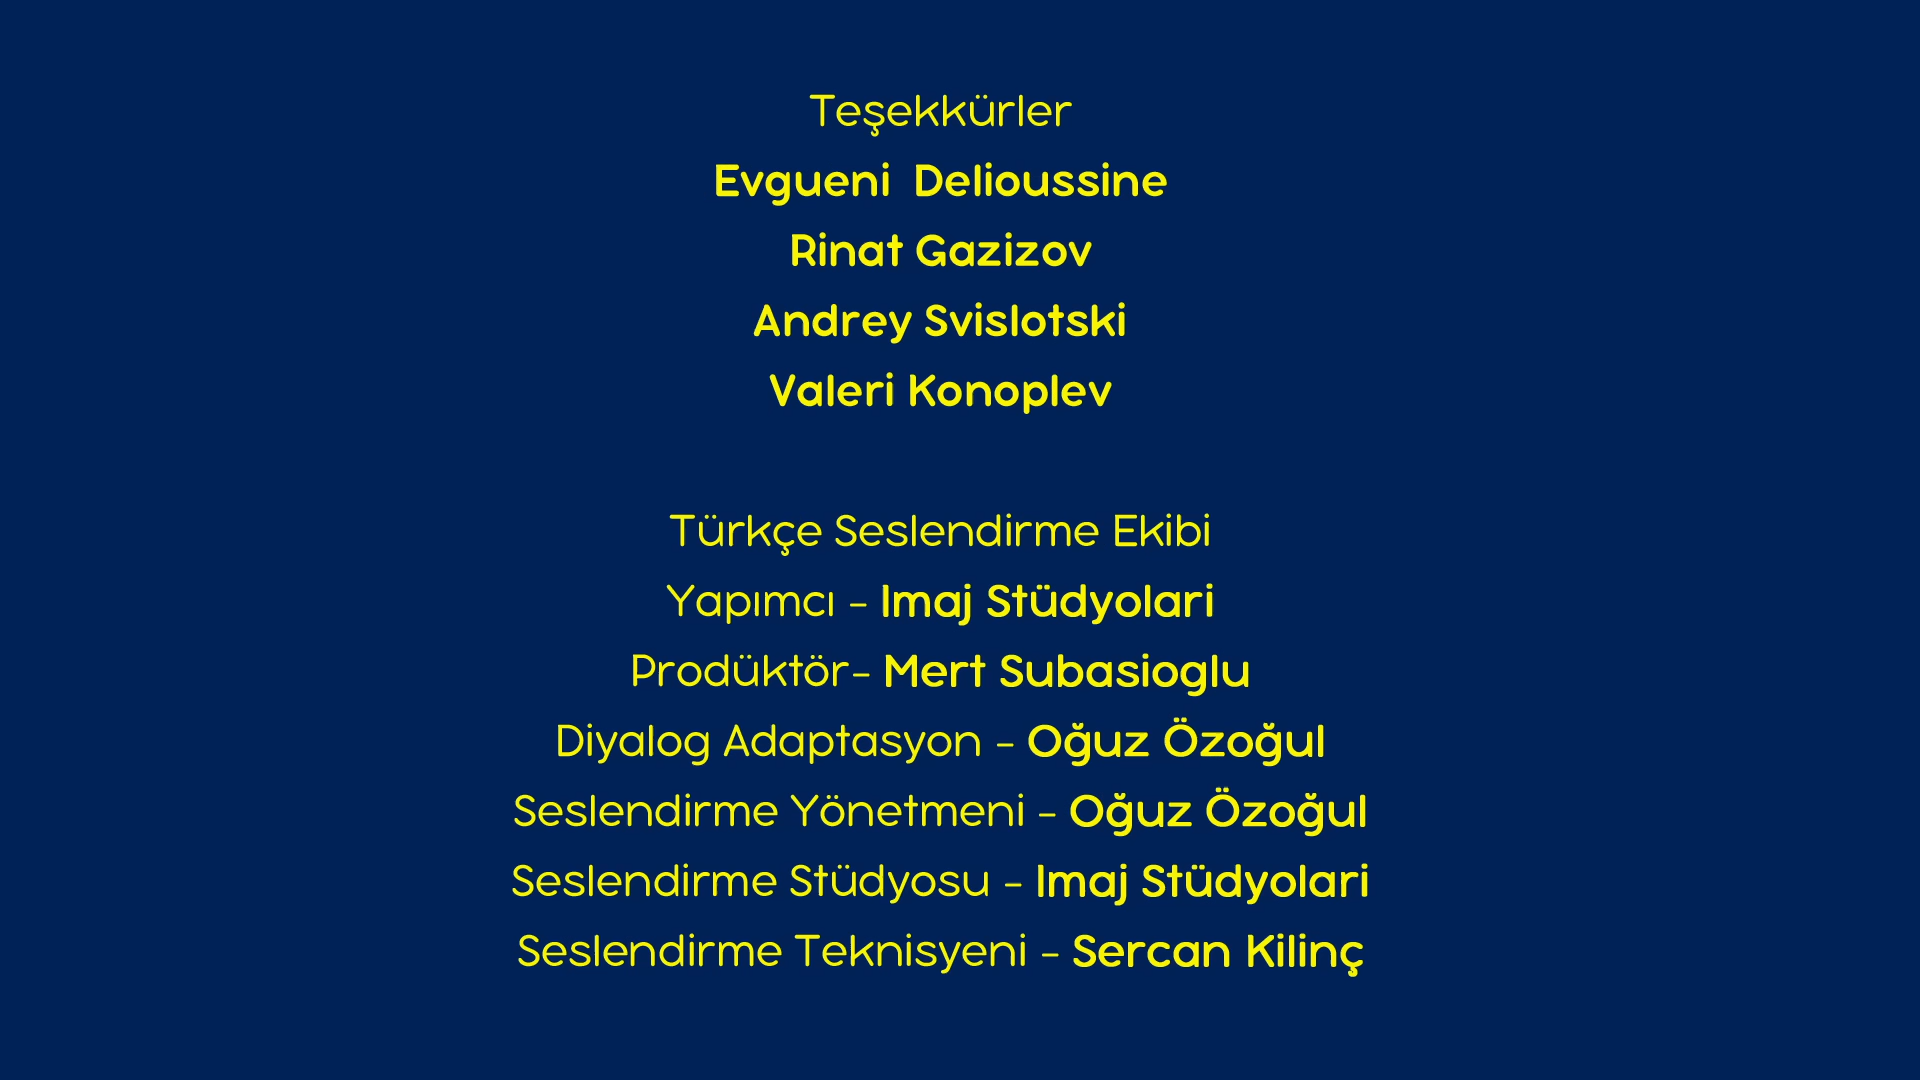 Teşekkürler
Evgueni  Delioussine
Rinat Gazizov
Andrey Svislotski
Valeri Konoplev
Türkçe Seslendirme Ekibi
Yapımcı - Imaj Stüdyolari
Prodüktör- Mert Subasioglu
Diyalog Adaptasyon - Oğuz Özoğul
Seslendirme Yönetmeni - Oğuz Özoğul
Seslendirme Stüdyosu - Imaj Stüdyolari
Seslendirme Teknisyeni - Sercan Kilinç